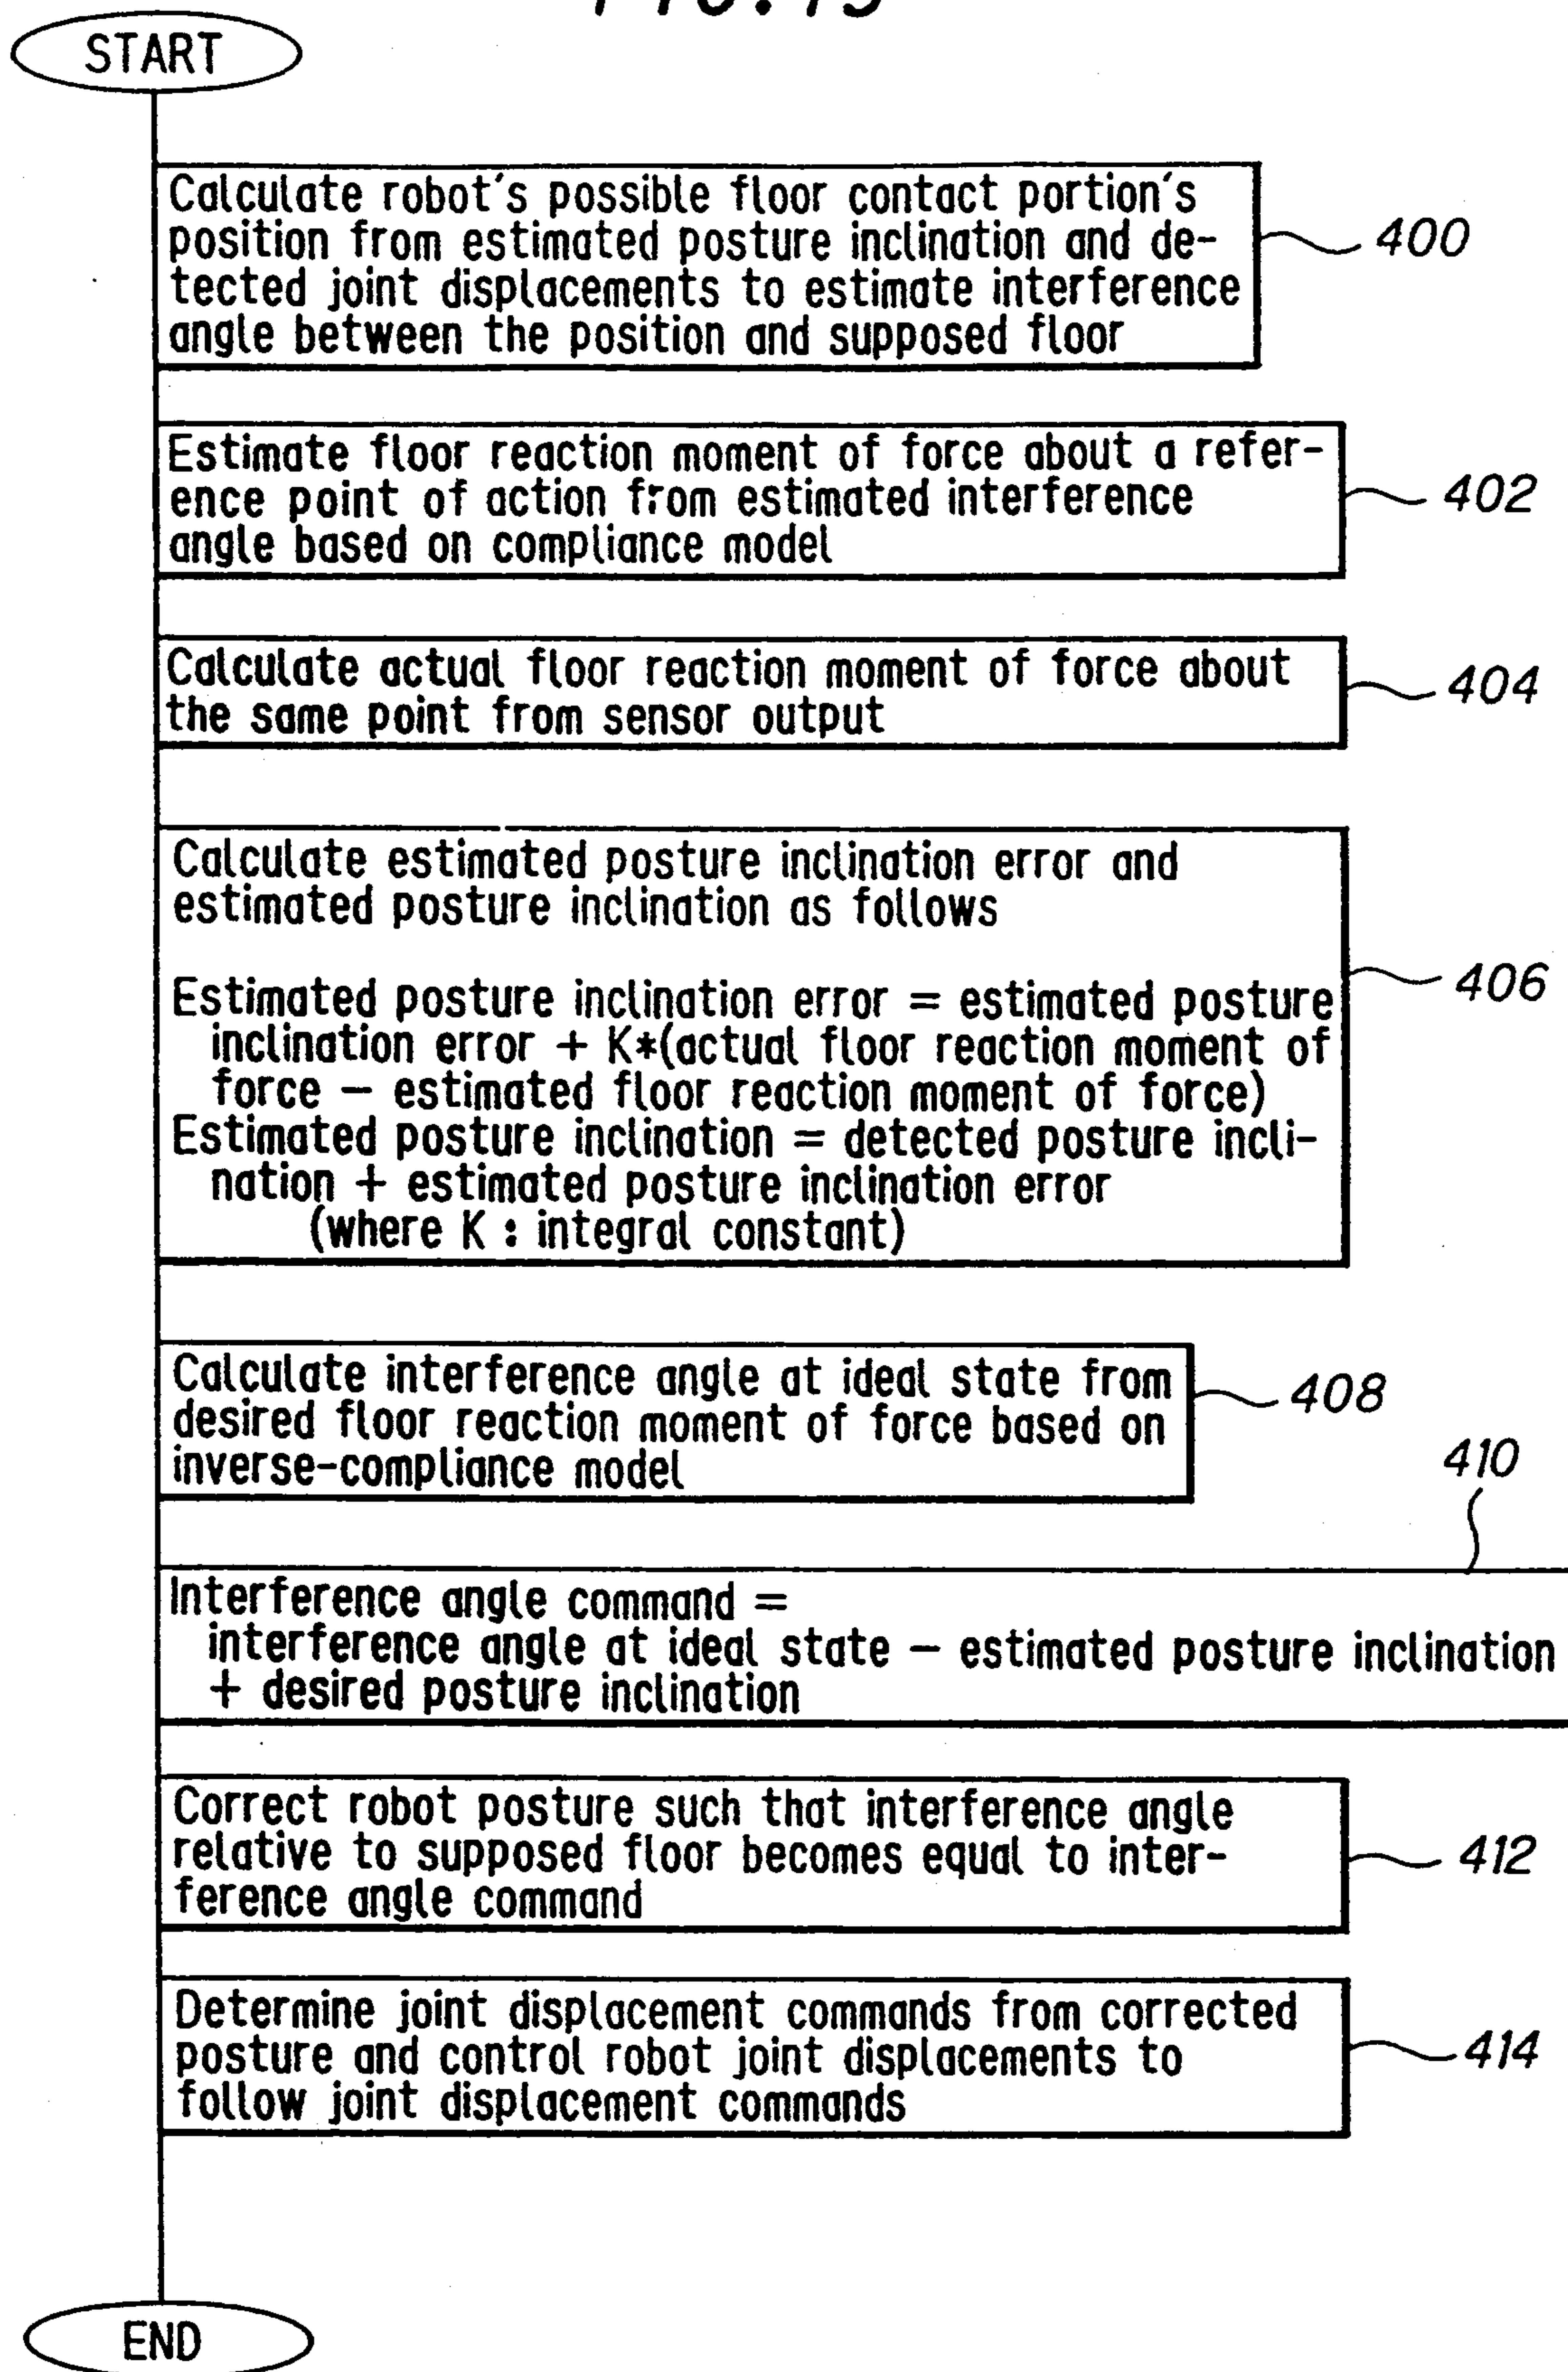 START
Calculate robot's possible floor contact portion's
position from estimated posture inclination and de-
tected joint displacements to estimate interference
angle between the position and supposed floor
400
Estimate floor reaction moment of force about a refer-
ence point of action from estimated interference
angle based on compliance model
402
Calculate actual floor reaction moment of force about
the same point from sensor output
404
Calculate estimated posture inclination error and
estimated posture inclination as follows
Estimated posture inclination error = estimated posture
inclination error + K*(actual floor reaction moment of
force − estimated floor reaction moment of force)
Estimated posture inclination = detected posture incli-
nation + estimated posture inclination error
(where K : integral constant)
406
Calculate interference angle at ideal state from
desired floor reaction moment of force based on
inverse-compliance model
408
410
Interference angle command =
interference angle at ideal state − estimated posture inclination
+ desired posture inclination
Correct robot posture such that interference angle
relative to supposed floor becomes equal to inter-
ference angle command
412
Determine joint displacement commands from corrected
posture and control robot joint displacements to
follow joint displacement commands
414
END